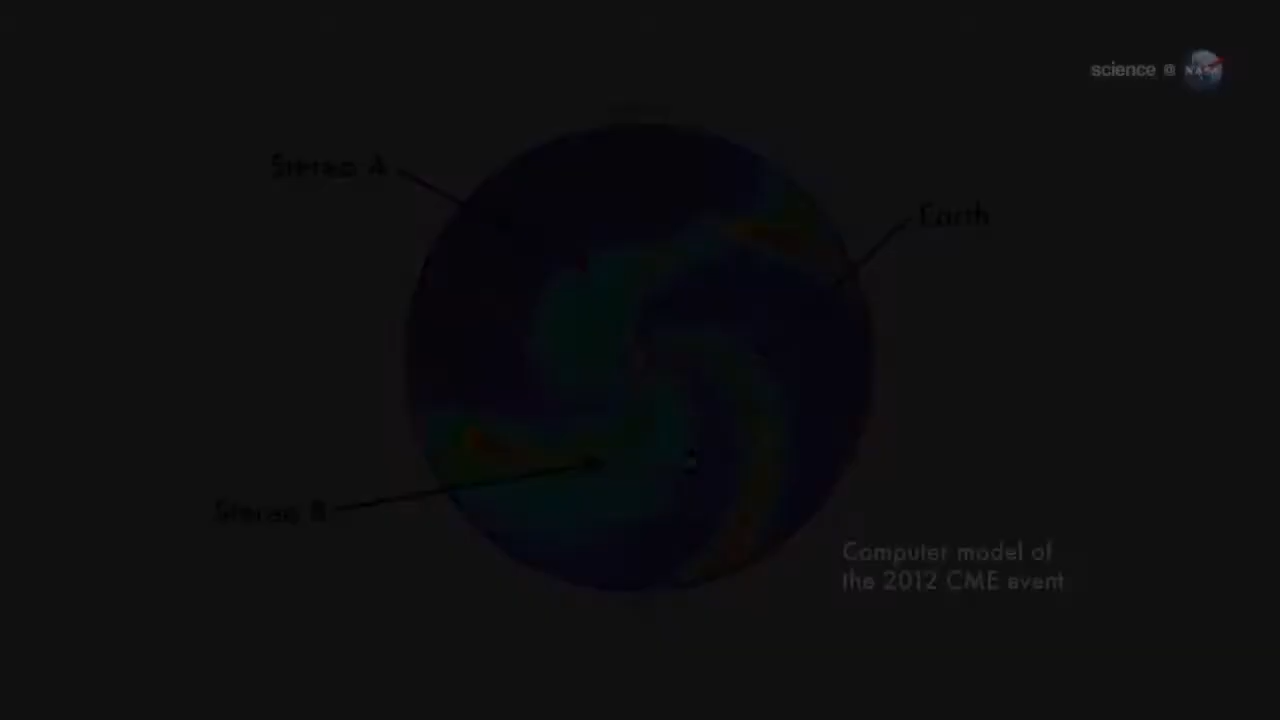 science @ NASA
Stereo A
Earth
Stereo B
Computer model of
the 2012 CME event